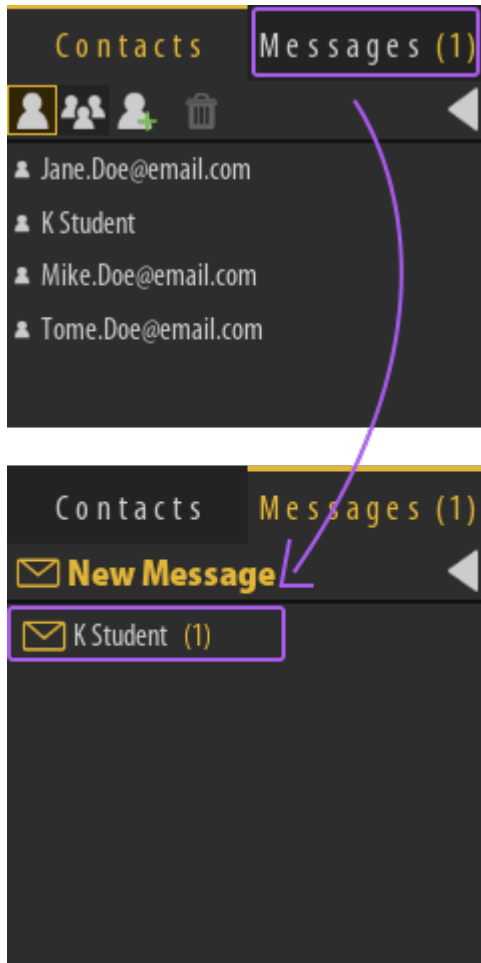 Contacts Messages (1)
Jane.Doe@email.com
K Student
Mike.Doe@email.com
Tome.Doe@email.com
Contacts Messages (1)
New Message
K Student (1)